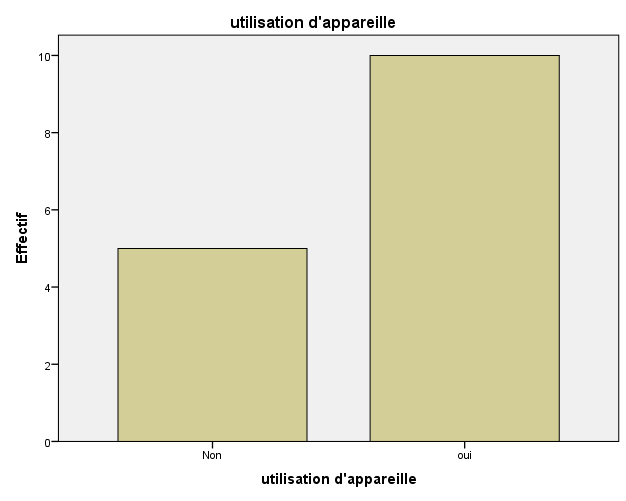 utilisation d'appareille
Effectif
10
8
6
4
2
0
Non
oui
utilisation d'appareille